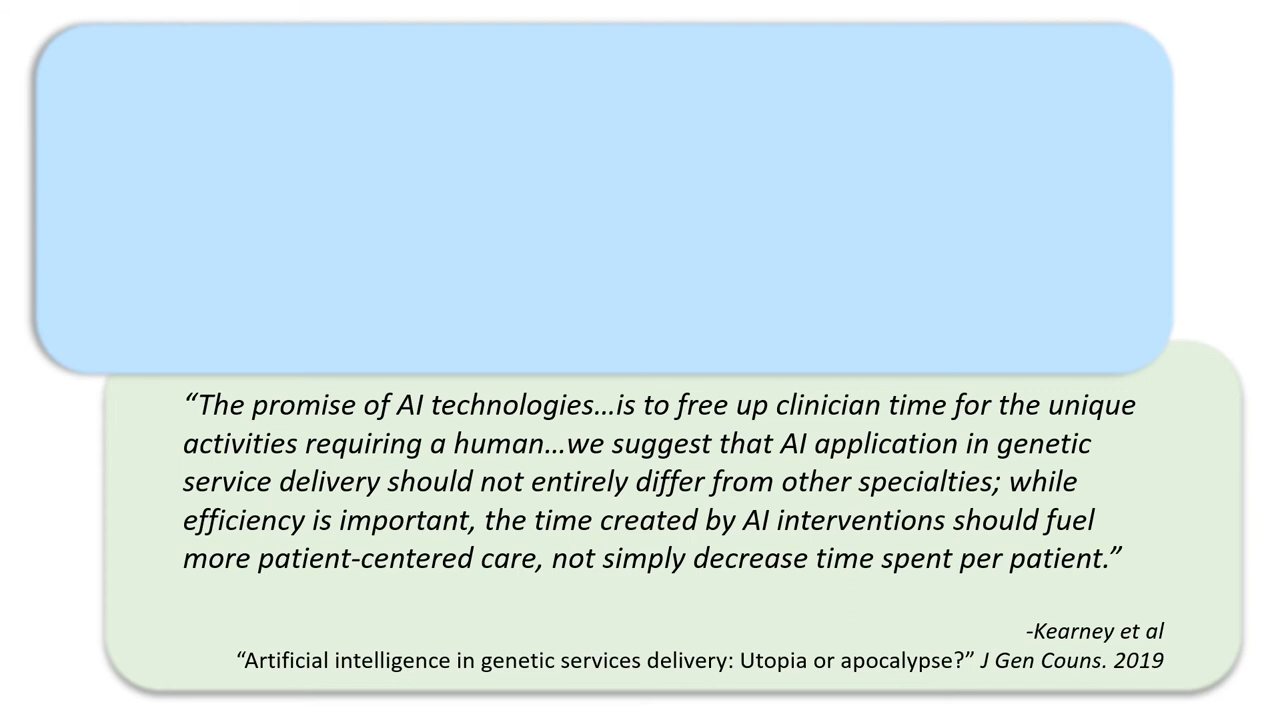 “The promise of AI technologies…is to free up clinician time for the unique
activities requiring a human…we suggest that AI application in genetic
service delivery should not entirely differ from other specialties; while
efficiency is important, the time created by AI interventions should fuel
more patient-centered care, not simply decrease time spent per patient.”
-Kearney et al
“Artificial intelligence in genetic services delivery: Utopia or apocalypse?” J Gen Couns. 2019